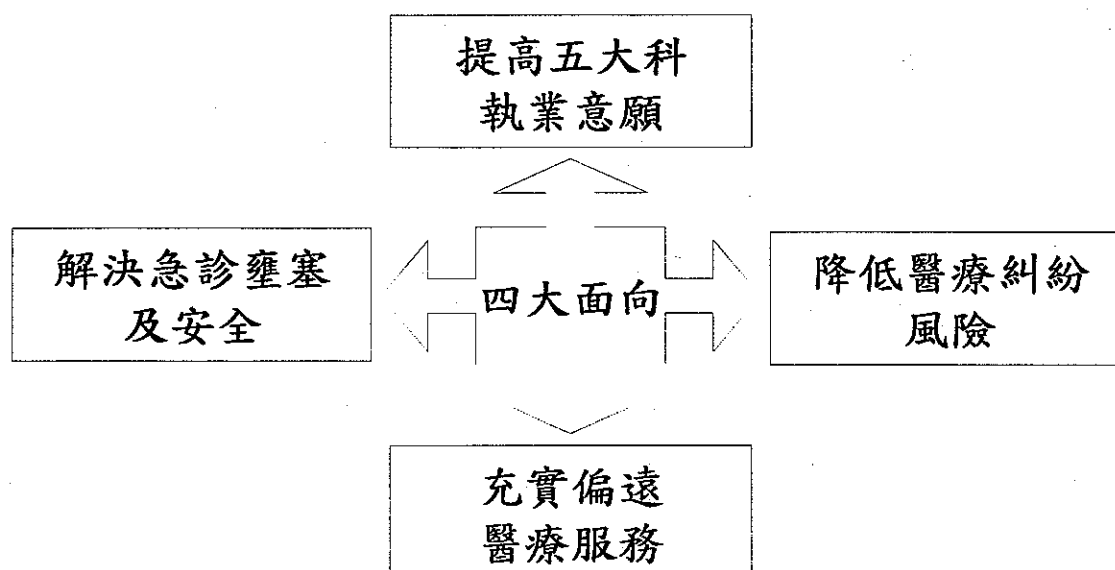 提高五大科
執業意願
解決急診壅塞
及安全
四大面向
降低醫療糾紛
風險
充實偏遠
醫療服務